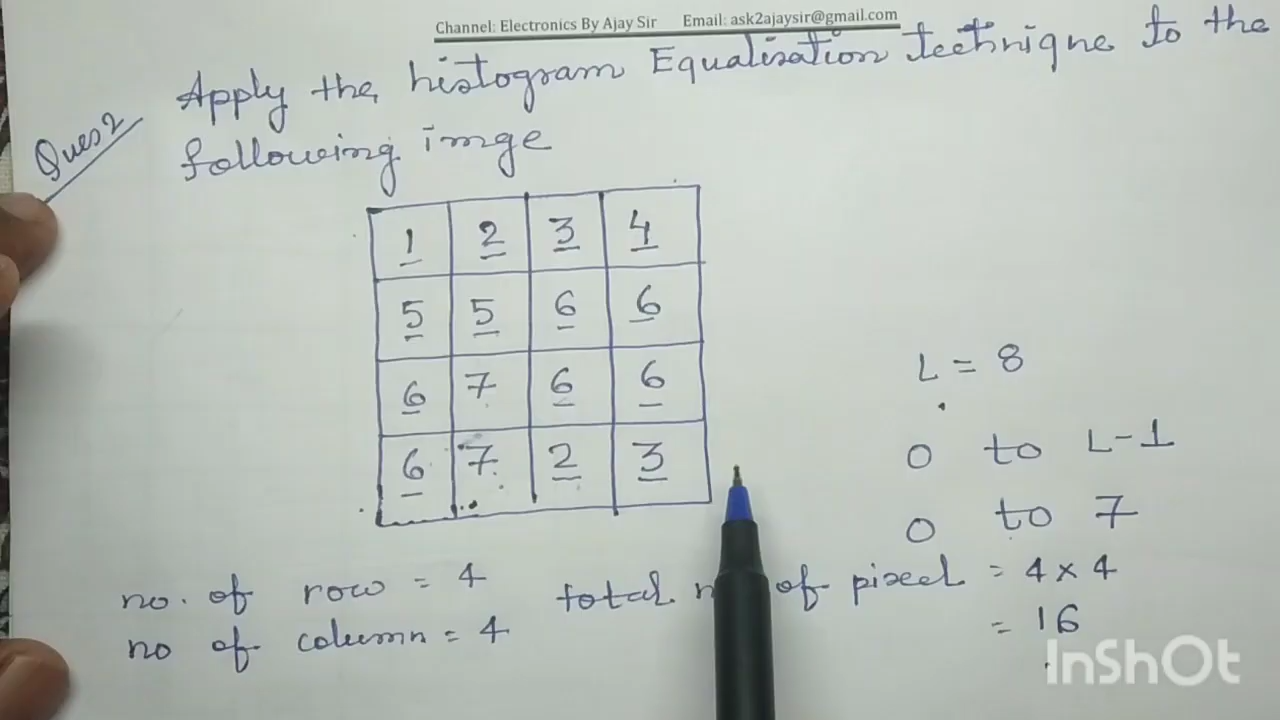 Channel: Electronics By Ajay Sir Email: ask2ajaysir@gmail.com
Ques 2
Apply the histogram Equalisation technique to the
following imge
1 2 3 4
5 5 6 6
6 7 6 6
6 7 2 3
L = 8
0 to L-1
0 to 7
no. of row = 4 total of pixel = 4 x 4
no of column = 4 = 16
InShOt